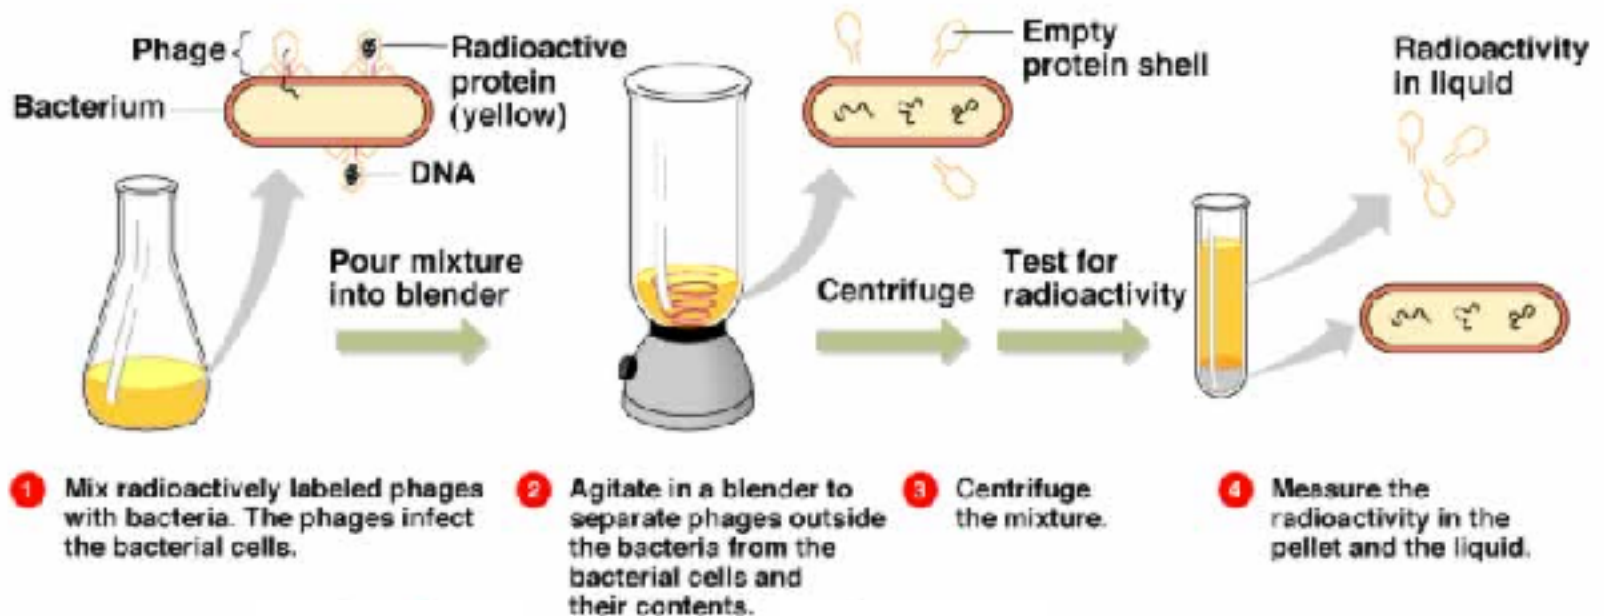 Phage
Radioactive
protein
(yellow)
Bacterium
DNA
Empty
protein shell
Radioactivity
in liquid
Pour mixture
into blender
Centrifuge
Test for
radioactivity
1 Mix radioactively labeled phages
with bacteria. The phages infect
the bacterial cells.
2 Agitate in a blender to
separate phages outside
the bacteria from the
bacterial cells and
their contents.
3 Centrifuge
the mixture.
4 Measure the
radioactivity in the
pellet and the liquid.